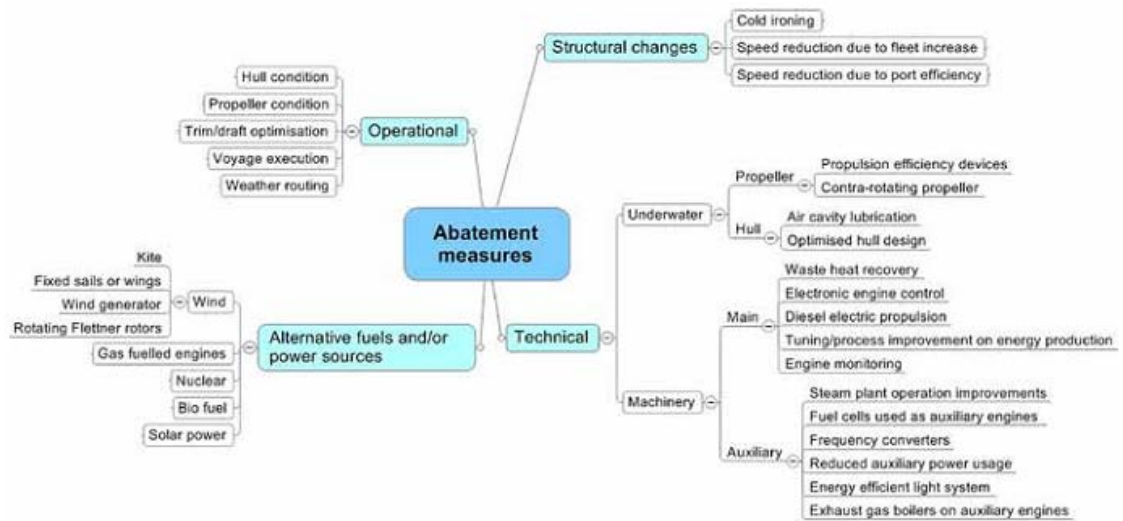 Abatement
measures
Structural changes
Cold ironing
Speed reduction due to fleet increase
Speed reduction due to port efficiency
Operational
Hull condition
Propeller condition
Trim/draft optimisation
Voyage execution
Weather routing
Alternative fuels and/or
power sources
Wind
Kite
Fixed sails or wings
Wind generator
Rotating Flettner rotors
Gas fuelled engines
Nuclear
Bio fuel
Solar power
Technical
Underwater
Propeller
Propulsion efficiency devices
Contra-rotating propeller
Hull
Air cavity lubrication
Optimised hull design
Machinery
Main
Waste heat recovery
Electronic engine control
Diesel electric propulsion
Tuning/process improvement on energy production
Engine monitoring
Auxiliary
Steam plant operation improvements
Fuel cells used as auxiliary engines
Frequency converters
Reduced auxiliary power usage
Energy efficient light system
Exhaust gas boilers on auxiliary engines